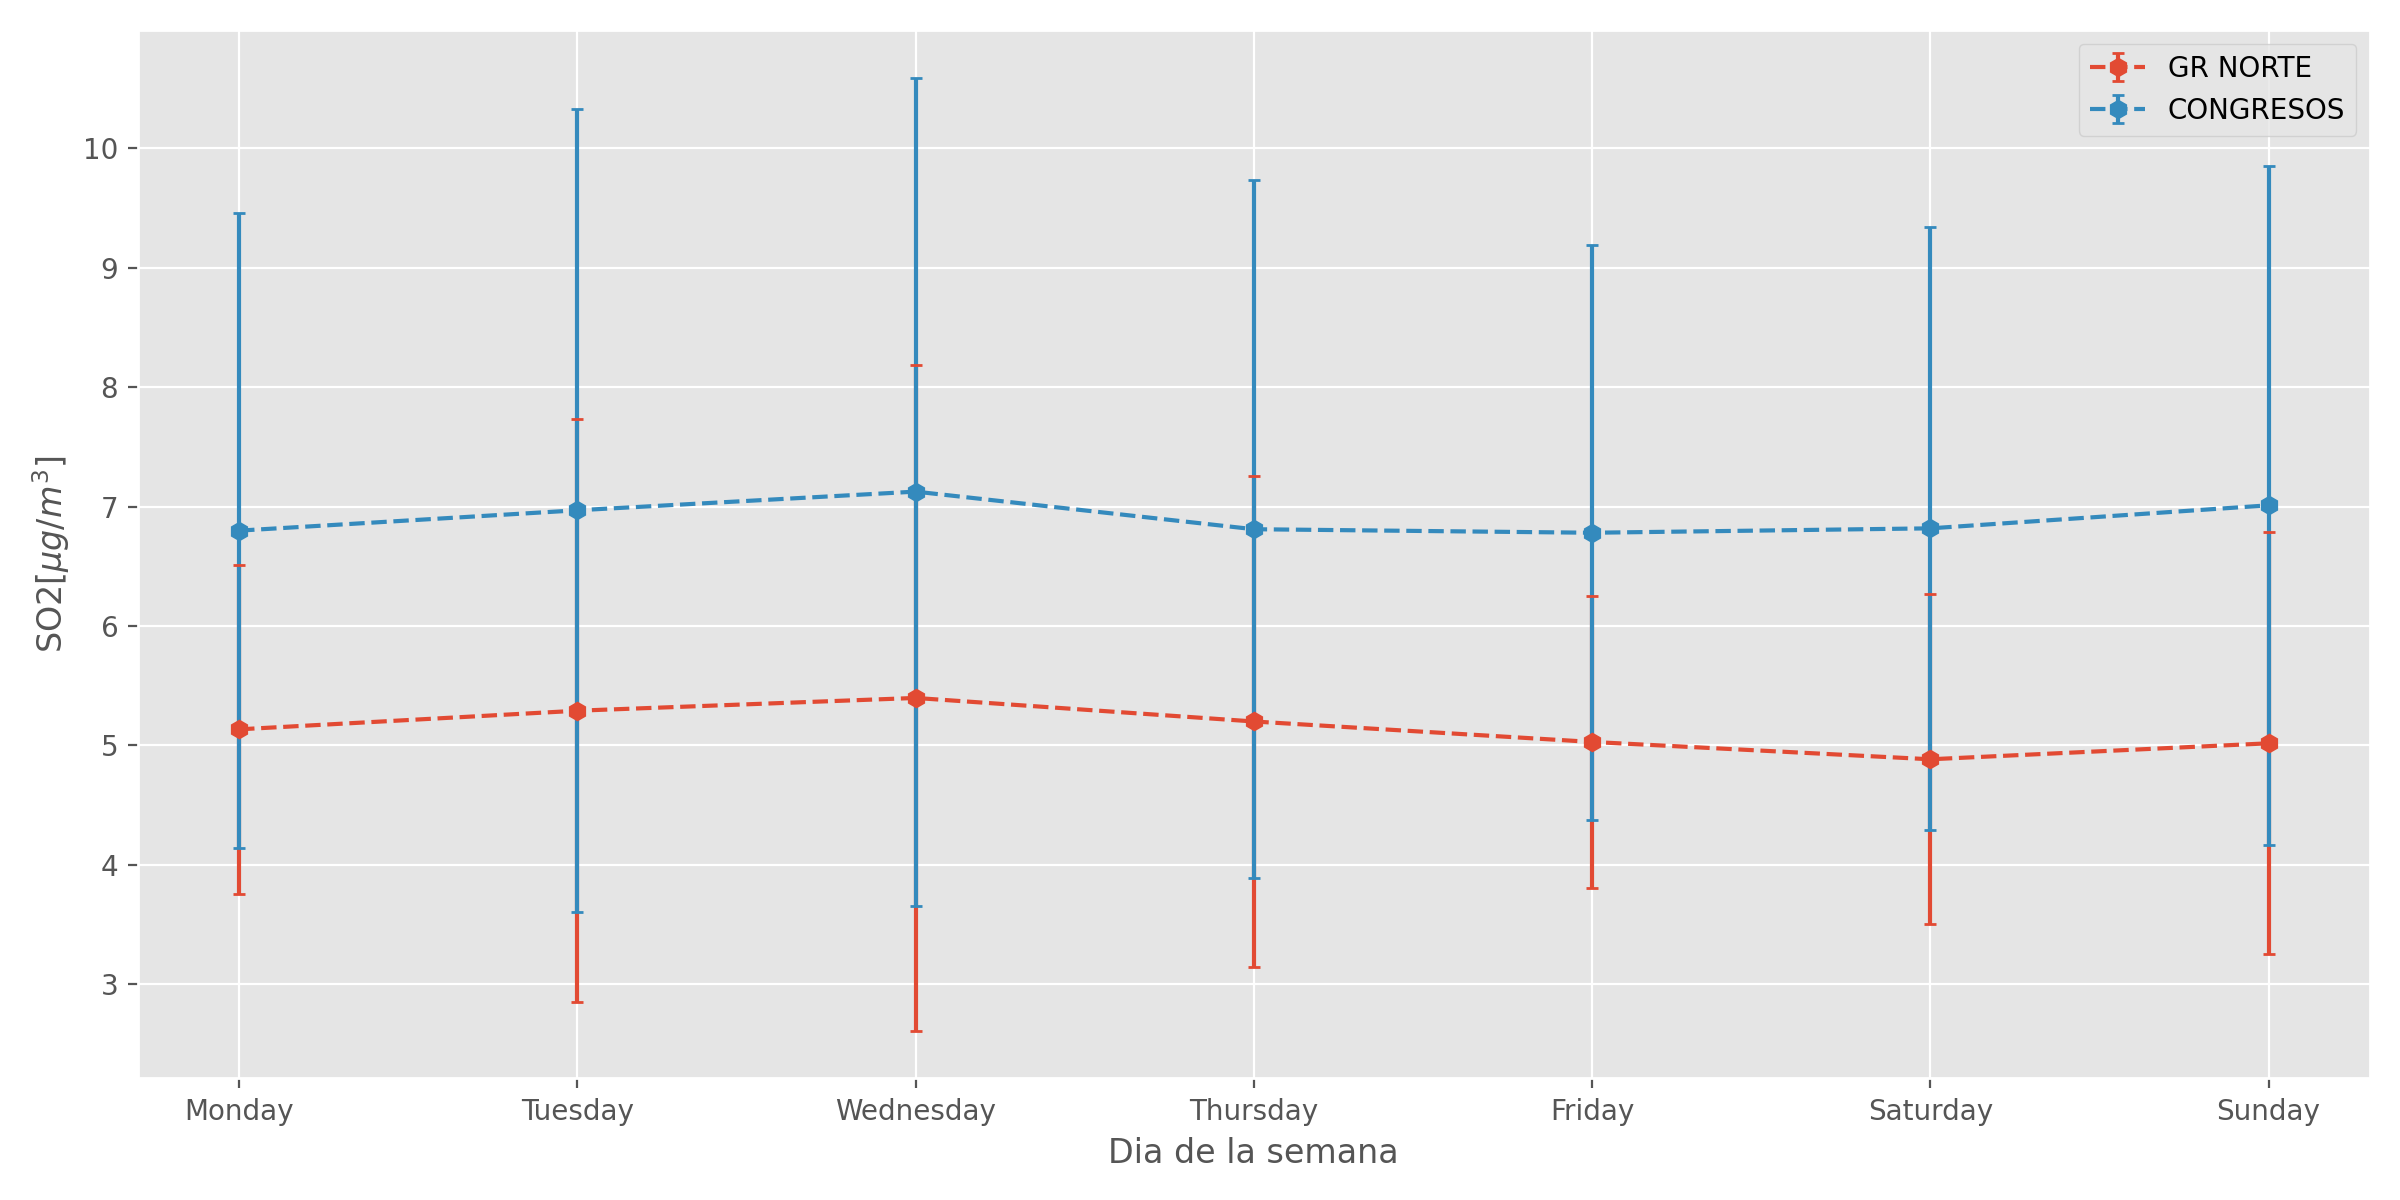 GR NORTE
CONGRESOS
10
9
8
7
6
5
4
3
SO2[μg/m³]
Monday Tuesday Wednesday Thursday Friday Saturday Sunday
Dia de la semana